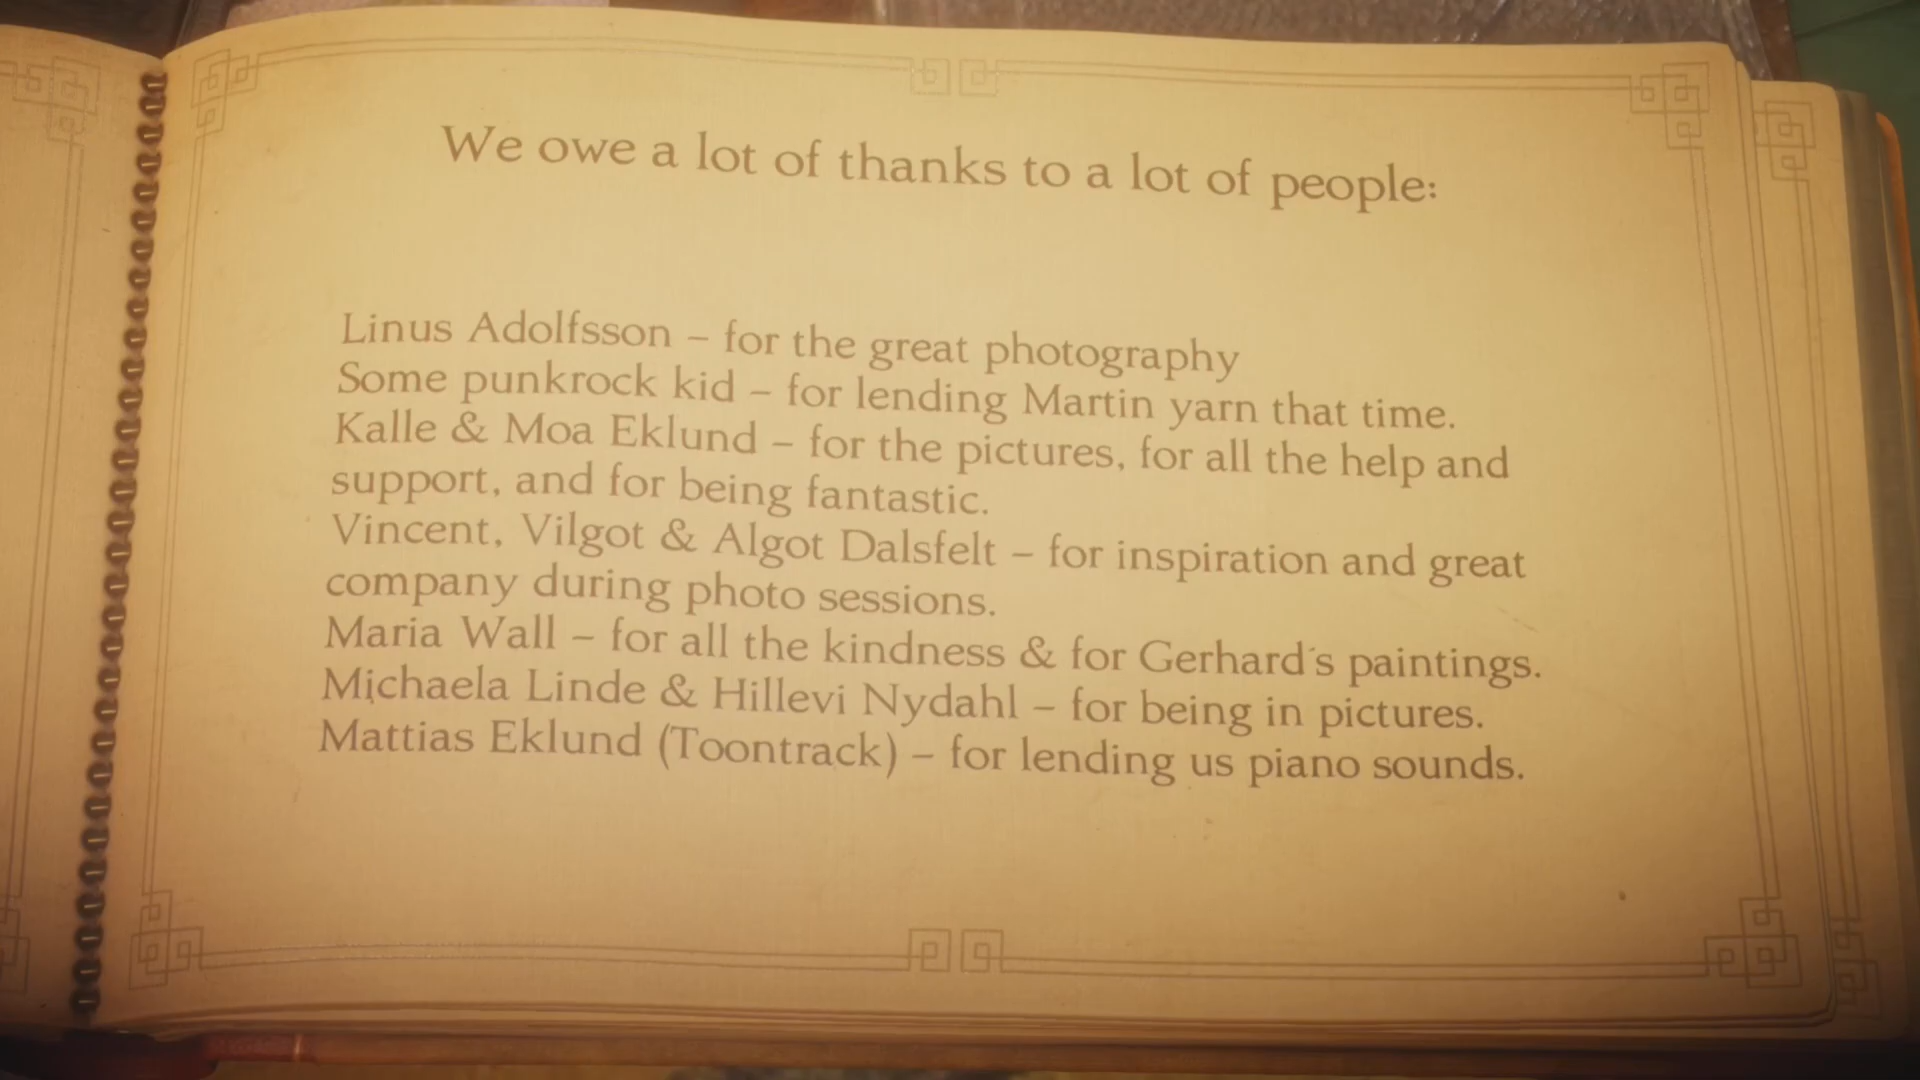 We owe a lot of thanks to a lot of people:
Linus Adolfsson – for the great photography
Some punkrock kid – for lending Martin yarn that time.
Kalle & Moa Eklund – for the pictures, for all the help and
support, and for being fantastic.
Vincent, Vilgot & Algot Dalsfelt – for inspiration and great
company during photo sessions.
Maria Wall – for all the kindness & for Gerhard´s paintings.
Michaela Linde & Hillevi Nydahl – for being in pictures.
Mattias Eklund (Toontrack) – for lending us piano sounds.